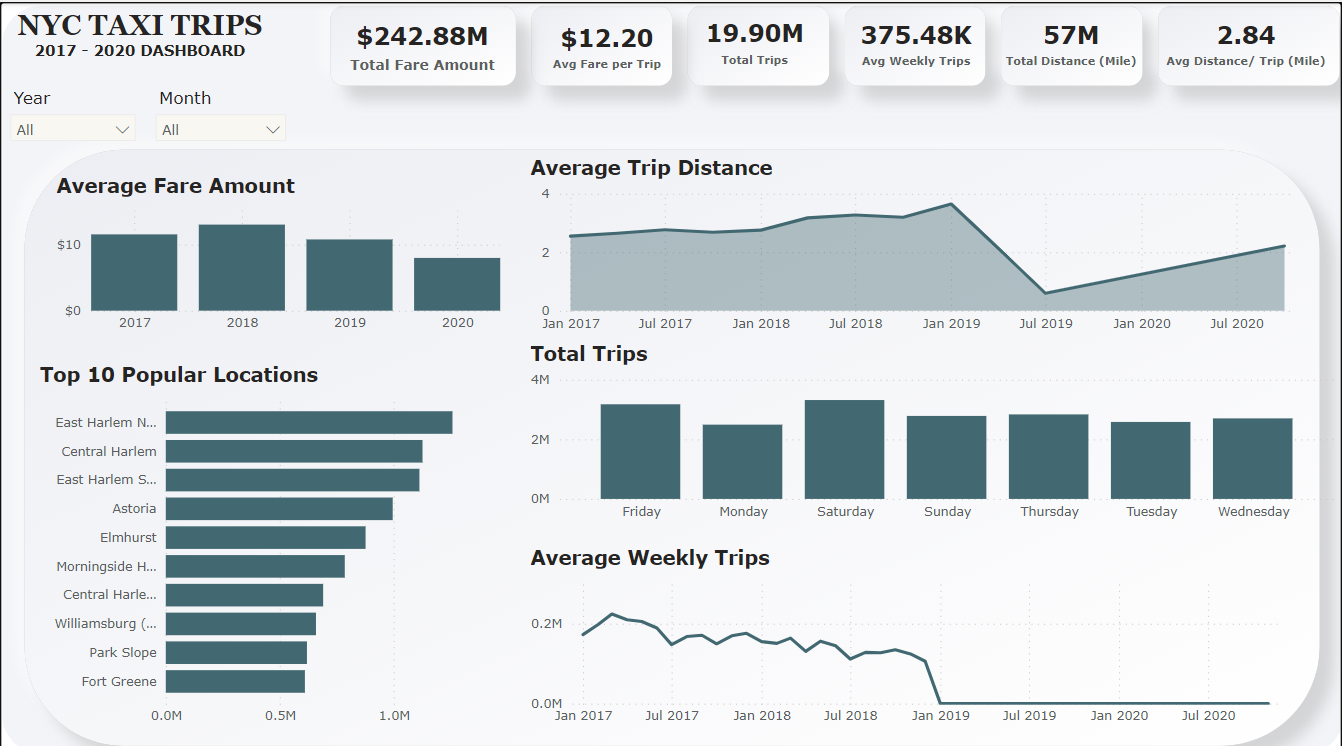 NYC TAXI TRIPS
2017 - 2020 DASHBOARD
$242.88M
Total Fare Amount
$12.20
Avg Fare per Trip
19.90M
Total Trips
375.48K
Avg Weekly Trips
57M
Total Distance (Mile)
2.84
Avg Distance/ Trip (Mile)
Year
All
Month
All
Average Fare Amount
$10
$0
2017 2018 2019 2020
Average Trip Distance
4
2
0
Jan 2017 Jul 2017 Jan 2018 Jul 2018 Jan 2019 Jul 2019 Jan 2020 Jul 2020
Top 10 Popular Locations
East Harlem N...
Central Harlem
East Harlem S...
Astoria
Elmhurst
Morningside H...
Central Harle...
Williamsburg (...
Park Slope
Fort Greene
0.0M 0.5M 1.0M
Total Trips
4M
2M
0M
Friday Monday Saturday Sunday Thursday Tuesday Wednesday
Average Weekly Trips
0.2M
0.0M
Jan 2017 Jul 2017 Jan 2018 Jul 2018 Jan 2019 Jul 2019 Jan 2020 Jul 2020